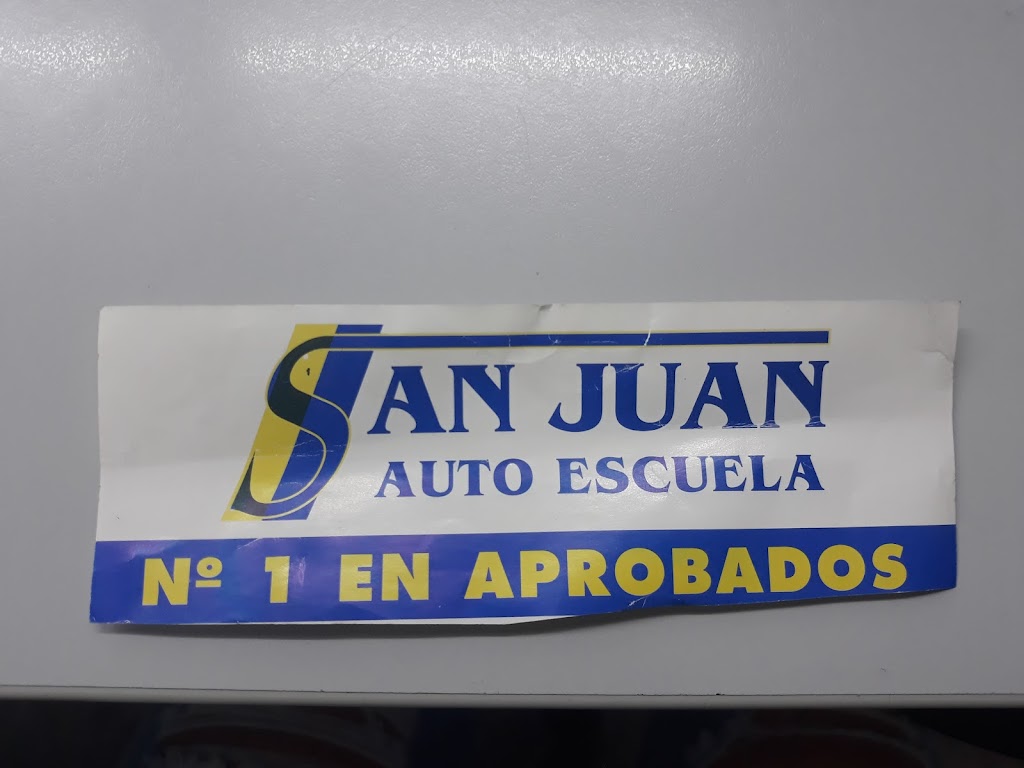 SAN JUAN
AUTO ESCUELA
Nº 1 EN APROBADOS